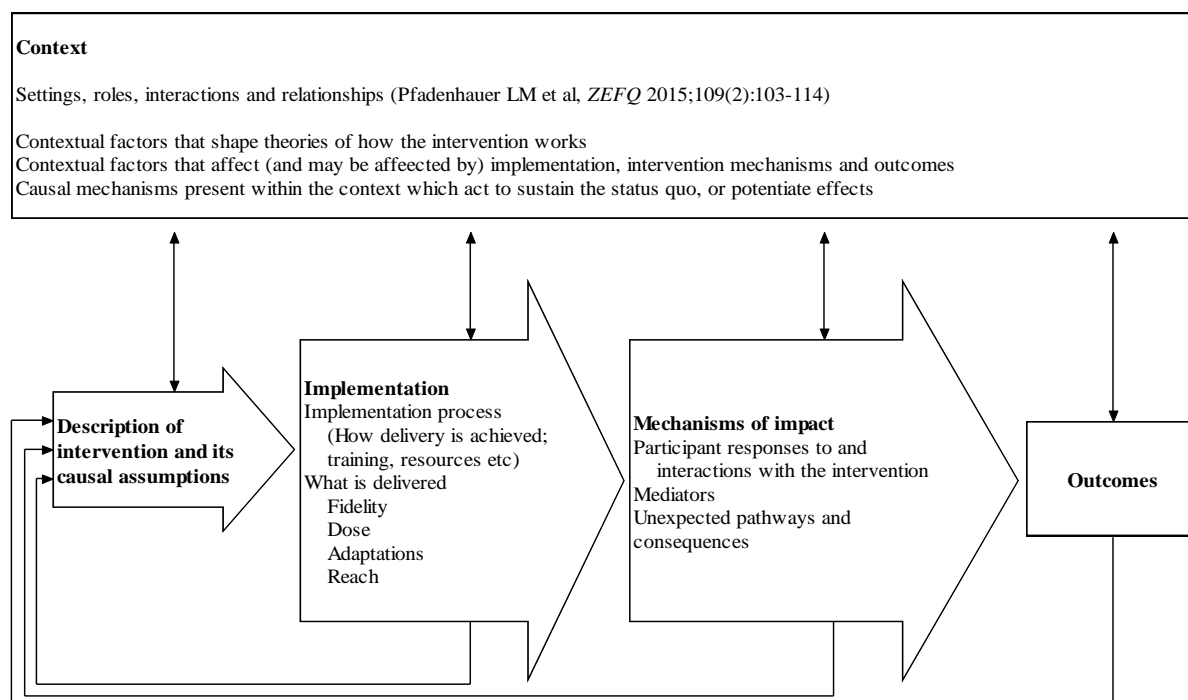 Context
Settings, roles, interactions and relationships (Pfadenhauer LM et al, ZEFQ 2015;109(2):103-114)
Contextual factors that shape theories of how the intervention works
Contextual factors that affect (and may be affeected by) implementation, intervention mechanisms and outcomes
Causal mechanisms present within the context which act to sustain the status quo, or potentiate effects
Description of
intervention and its
causal assumptions
Implementation
Implementation process
(How delivery is achieved;
training, resources etc)
What is delivered
Fidelity
Dose
Adaptations
Reach
Mechanisms of impact
Participant responses to and
interactions with the intervention
Mediators
Unexpected pathways and
consequences
Outcomes